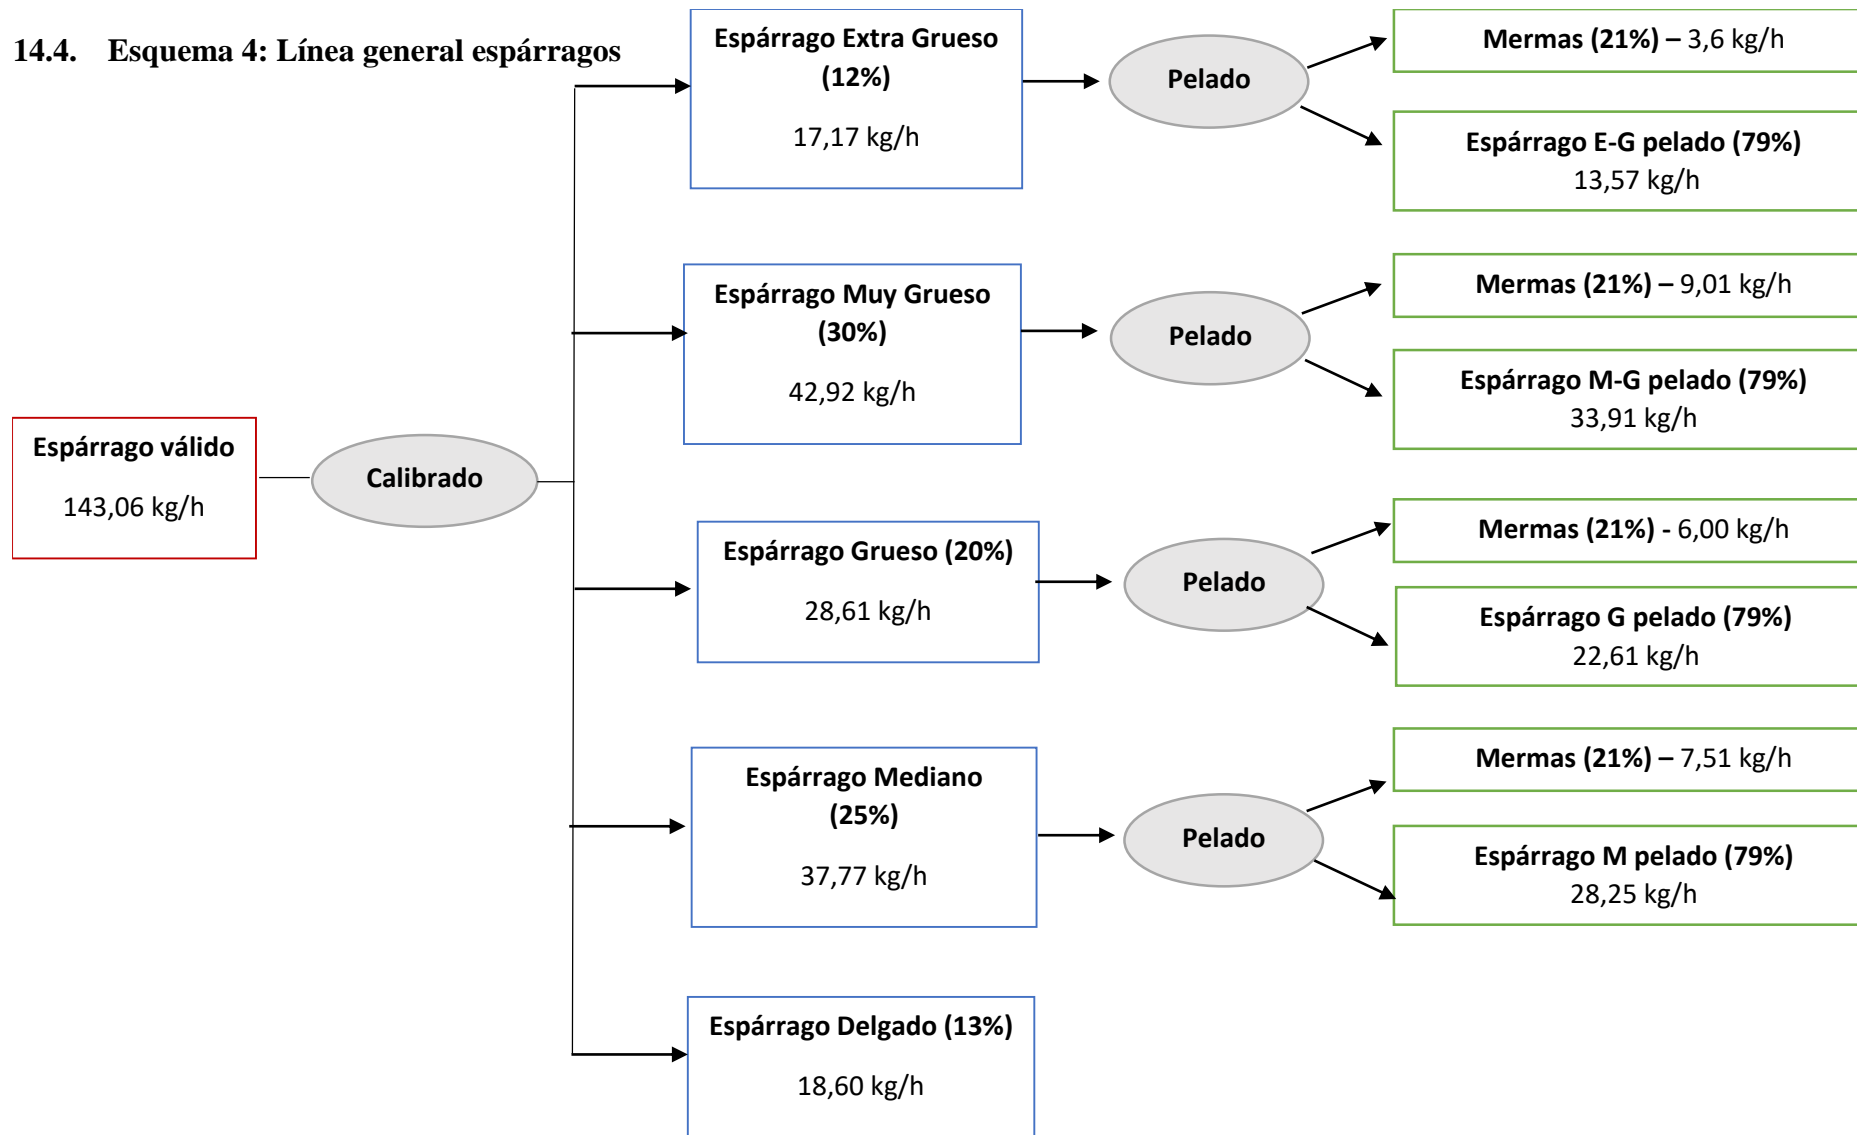 14.4. Esquema 4: Línea general espárragos
Espárrago válido
143,06 kg/h
Calibrado
Espárrago Extra Grueso
(12%)
17,17 kg/h
Pelado
Mermas (21%) – 3,6 kg/h
Espárrago E-G pelado (79%)
13,57 kg/h
Espárrago Muy Grueso
(30%)
42,92 kg/h
Pelado
Mermas (21%) – 9,01 kg/h
Espárrago M-G pelado (79%)
33,91 kg/h
Espárrago Grueso (20%)
28,61 kg/h
Pelado
Mermas (21%) - 6,00 kg/h
Espárrago G pelado (79%)
22,61 kg/h
Espárrago Mediano
(25%)
37,77 kg/h
Pelado
Mermas (21%) – 7,51 kg/h
Espárrago M pelado (79%)
28,25 kg/h
Espárrago Delgado (13%)
18,60 kg/h